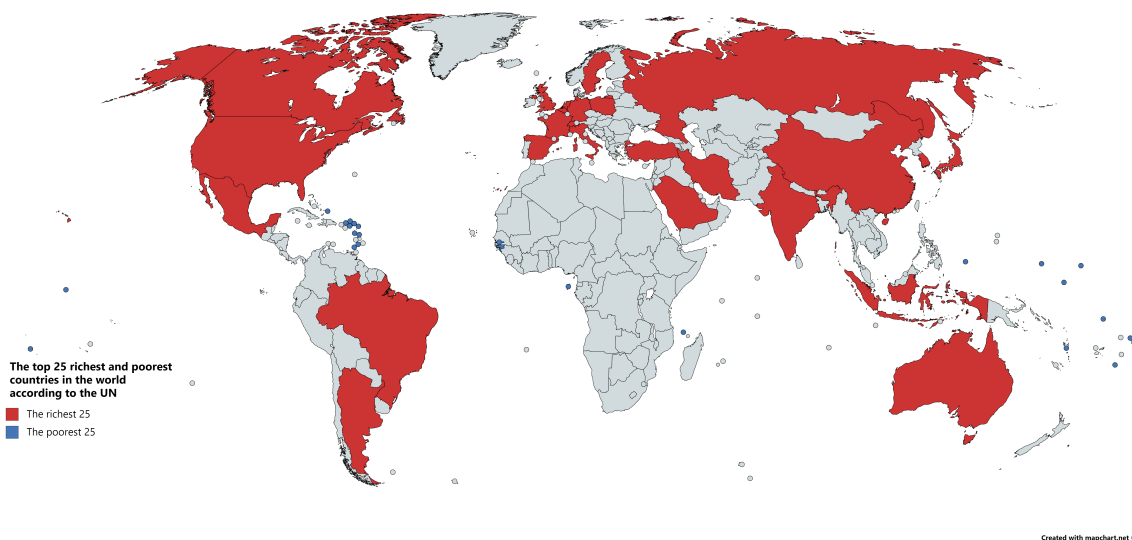 The top 25 richest and poorest
countries in the world
according to the UN
The richest 25
The poorest 25
Created with mapchart.net